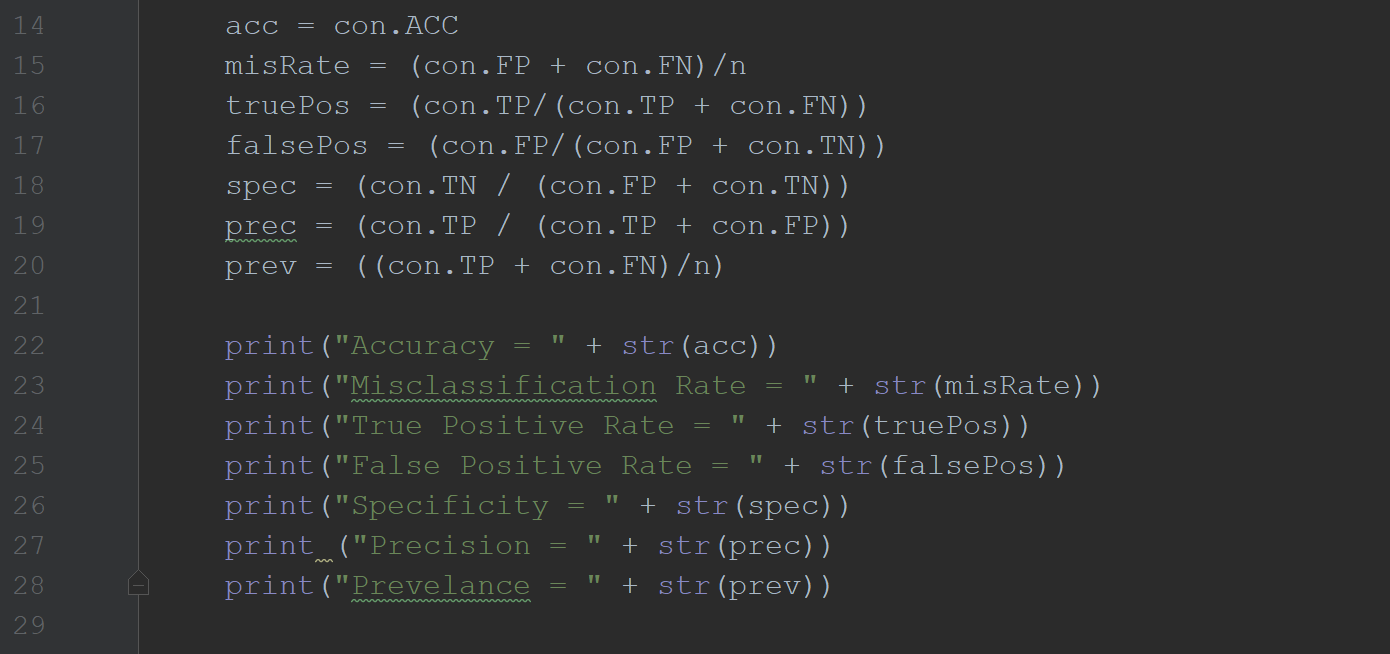 14 acc = con.ACC
15 misRate = (con.FP + con.FN)/n
16 truePos = (con.TP/(con.TP + con.FN))
17 falsePos = (con.FP/(con.FP + con.TN))
18 spec = (con.TN / (con.FP + con.TN))
19 prec = (con.TP / (con.TP + con.FP))
20 prev = ((con.TP + con.FN)/n)
21
22 print("Accuracy = " + str(acc))
23 print("Misclassification Rate = " + str(misRate))
24 print("True Positive Rate = " + str(truePos))
25 print("False Positive Rate = " + str(falsePos))
26 print("Specificity = " + str(spec))
27 print ("Precision = " + str(prec))
28 print("Prevelance = " + str(prev))
29